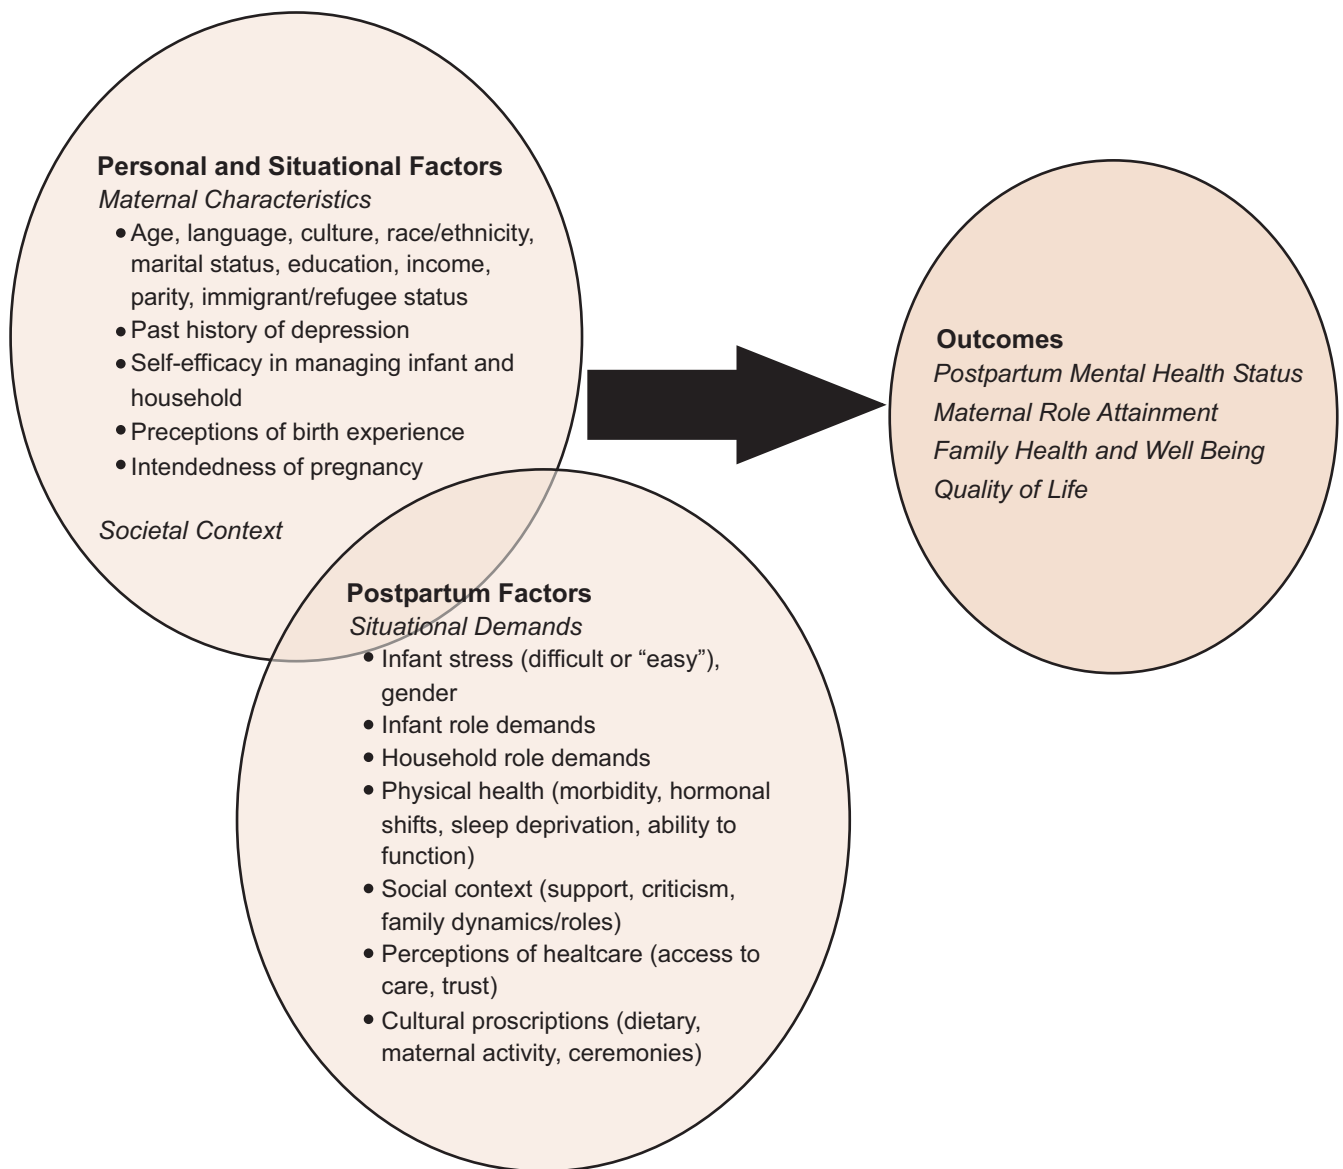 Personal and Situational Factors
Maternal Characteristics
• Age, language, culture, race/ethnicity,
marital status, education, income,
parity, immigrant/refugee status
• Past history of depression
• Self-efficacy in managing infant and
household
• Preceptions of birth experience
• Intendedness of pregnancy
Societal Context
Postpartum Factors
Situational Demands
• Infant stress (difficult or “easy”),
gender
• Infant role demands
• Household role demands
• Physical health (morbidity, hormonal
shifts, sleep deprivation, ability to
function)
• Social context (support, criticism,
family dynamics/roles)
• Perceptions of healtcare (access to
care, trust)
• Cultural proscriptions (dietary,
maternal activity, ceremonies)
Outcomes
Postpartum Mental Health Status
Maternal Role Attainment
Family Health and Well Being
Quality of Life